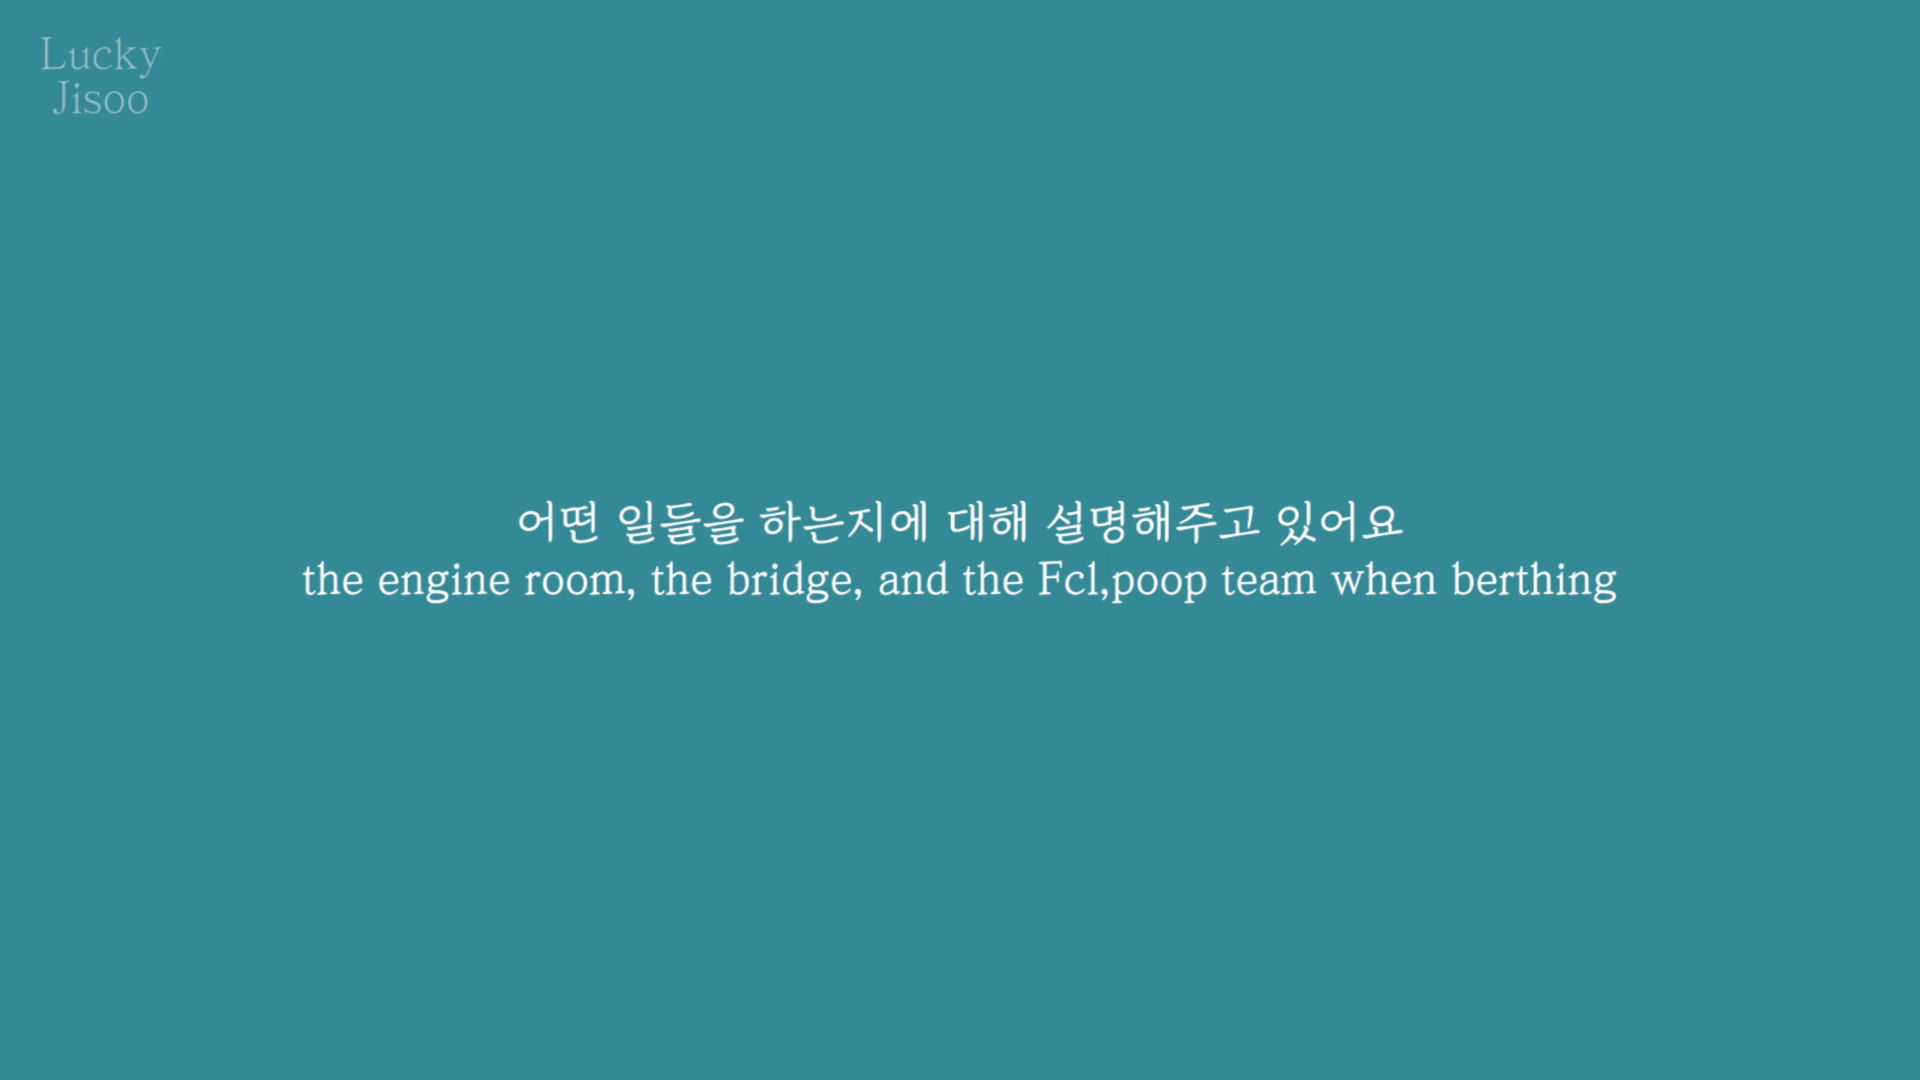 Lucky
Jisoo
어떤 일들을 하는지에 대해 설명해주고 있어요
the engine room, the bridge, and the Fcl,poop team when berthing